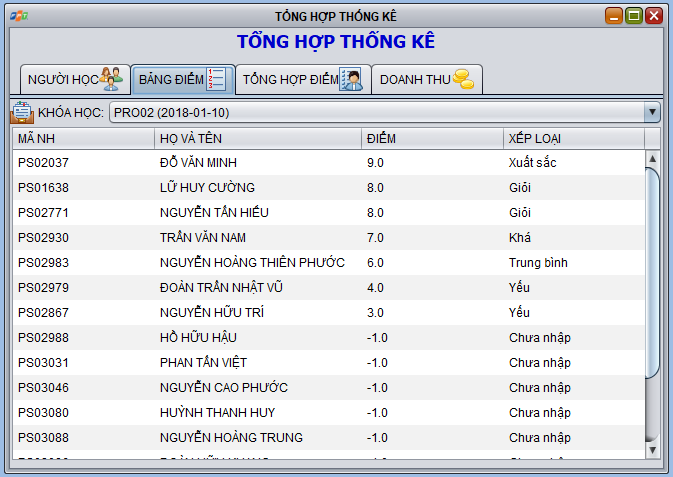 TỔNG HỢP THỐNG KÊ
TỔNG HỢP THỐNG KÊ
NGƯỜI HỌC BẢNG ĐIỂM TỔNG HỢP ĐIỂM DOANH THU
KHÓA HỌC: PRO02 (2018-01-10)
MÃ NH HỌ VÀ TÊN ĐIỂM XẾP LOẠI
PS02037 ĐỖ VĂN MINH 9.0 Xuất sắc
PS01638 LỮ HUY CƯỜNG 8.0 Giỏi
PS02771 NGUYỄN TẤN HIẾU 8.0 Giỏi
PS02930 TRẦN VĂN NAM 7.0 Khá
PS02983 NGUYỄN HOÀNG THIÊN PHƯỚC 6.0 Trung bình
PS02979 ĐOÀN TRẦN NHẬT VŨ 4.0 Yếu
PS02867 NGUYỄN HỮU TRÍ 3.0 Yếu
PS02988 HỒ HỮU HẬU -1.0 Chưa nhập
PS03031 PHAN TẤN VIỆT -1.0 Chưa nhập
PS03046 NGUYỄN CAO PHƯỚC -1.0 Chưa nhập
PS03080 HUỲNH THANH HUY -1.0 Chưa nhập
PS03088 NGUYỄN HOÀNG TRUNG -1.0 Chưa nhập